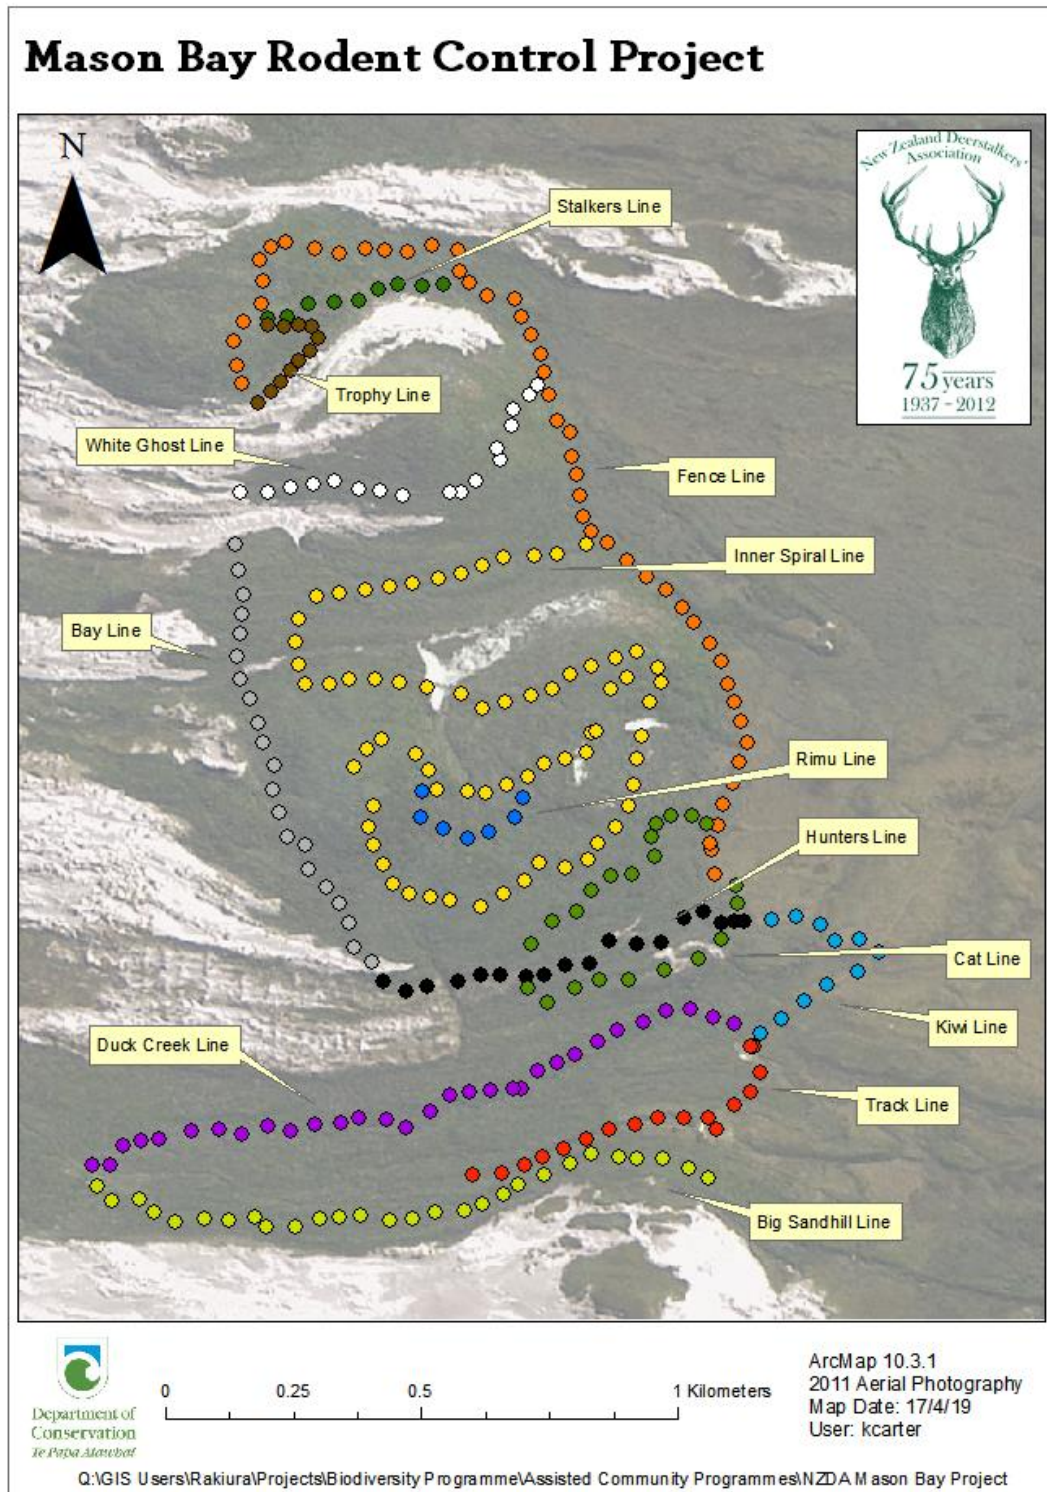 Mason Bay Rodent Control Project
N
New Zealand Deerstalkers'
Association
75 years
1937 - 2012
Stalkers Line
Trophy Line
White Ghost Line
Fence Line
Inner Spiral Line
Bay Line
Rimu Line
Hunters Line
Cat Line
Kiwi Line
Duck Creek Line
Track Line
Big Sandhill Line
Department of
Conservation
Te Papa Atawbai
0 0.25 0.5 1 Kilometers
ArcMap 10.3.1
2011 Aerial Photography
Map Date: 17/4/19
User: kcarter
Q:\GIS Users\Rakiura\Projects\Biodiversity Programme\Assisted Community Programmes\NZDA Mason Bay Project